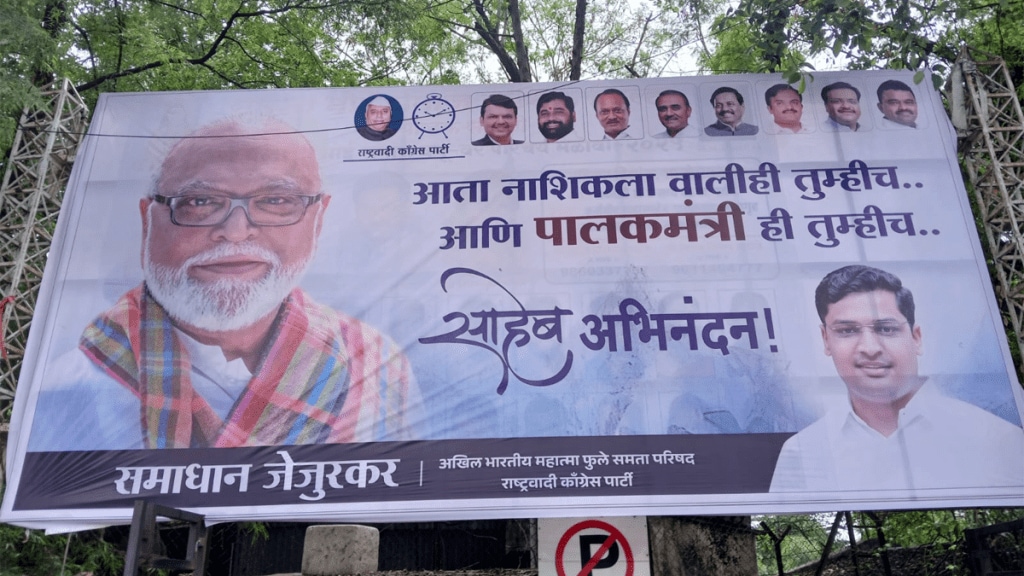 राष्ट्रवादी काँग्रेस पार्टी
आता नाशिकला वालीही तुम्हीच..
आणि पालकमंत्री ही तुम्हीच..
साहेब अभिनंदन!
समाधान जेजुरकर
अखिल भारतीय महात्मा फुले समता परिषद
राष्ट्रवादी काँग्रेस पार्टी
P